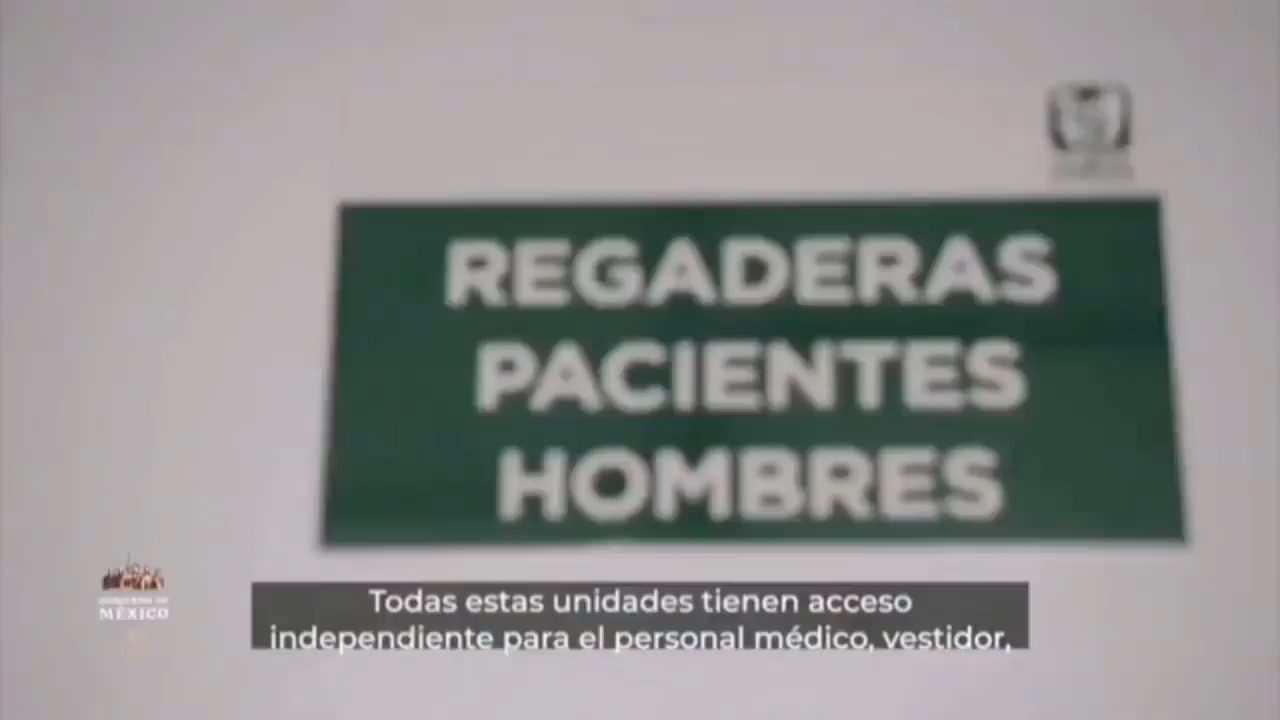 REGADERAS
PACIENTES
HOMBRES
MÉXICO
Todas estas unidades tienen acceso
independiente para el personal médico, vestidor,